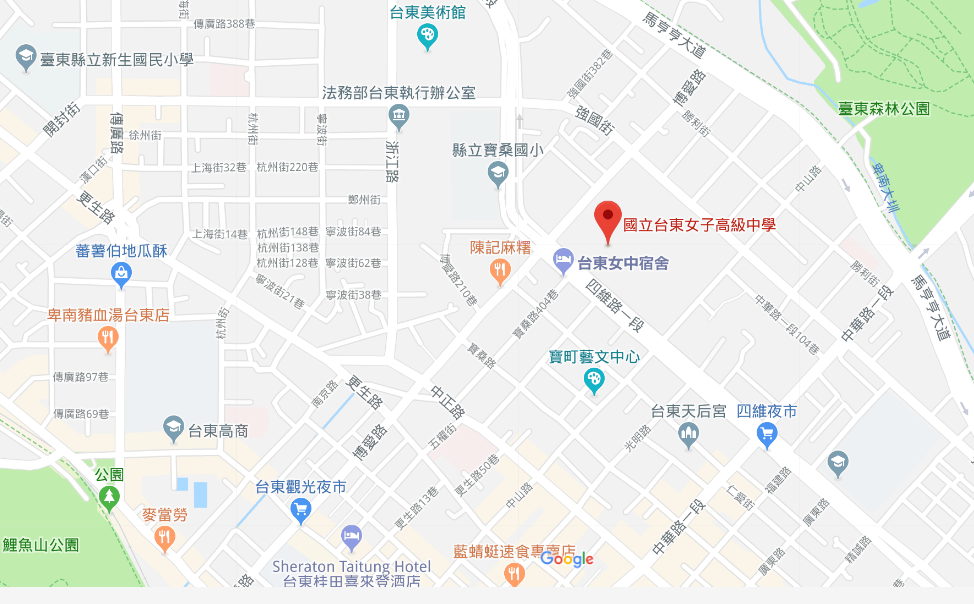 台東美術館
傳廣路388巷
馬亨亨大道
臺東縣立新生國民小學
強國街382巷
博愛路
法務部台東執行辦公室
臺東森林公園
開封街
傳廣路
徐州街
杭州街
寧波街
強國街
勝利街
浙江路
縣立寶桑國小
漢口街
上海街32巷
杭州街220巷
中山路
卑南大圳
更生路
鄭州街
國立台東女子高級中學
上海街14巷
杭州街148巷
寧波街84巷
杭州街138巷
陳記麻糬
蕃薯伯地瓜酥
杭州街128巷
寧波街62巷
台東女中宿舍
博愛路210巷
勝利街
寧波街21巷
寧波街38巷
四維路一段
馬亨亨大道
卑南豬血湯台東店
杭州街
寶桑路404巷
中華路一段104巷
中華路一段
寶桑路
寶町藝文中心
傳廣路97巷
南京路
更生路
中正路
傳廣路69巷
台東天后宮
四維夜市
台東高商
博愛路
五權街
光明路
公園
更生路50巷
福建路
台東觀光夜市
中山路
仁愛街
更生路13巷
廣東路
麥當勞
中華路一段
鯉魚山公園
藍蜻蜓速食專賣店
Google
精誠路
Sheraton Taitung Hotel
廣東路
台東桂田喜來登酒店